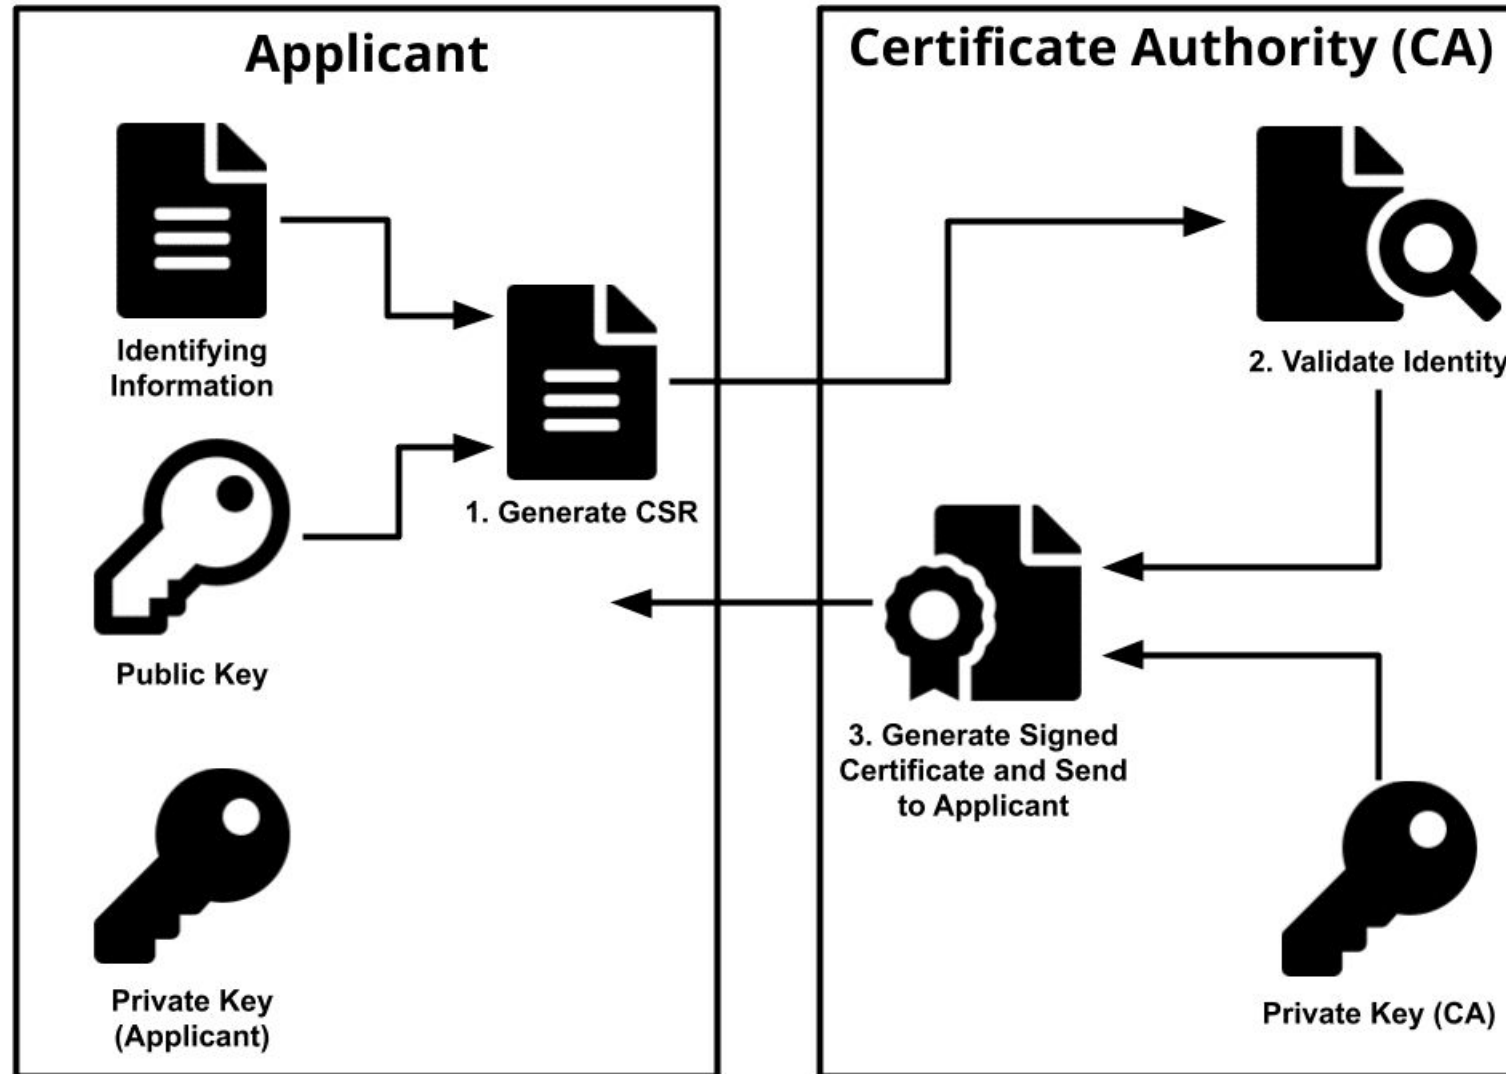 Applicant
Identifying
Information
Public Key
Private Key
(Applicant)
1. Generate CSR
Certificate Authority (CA)
2. Validate Identity
3. Generate Signed
Certificate and Send
to Applicant
Private Key (CA)